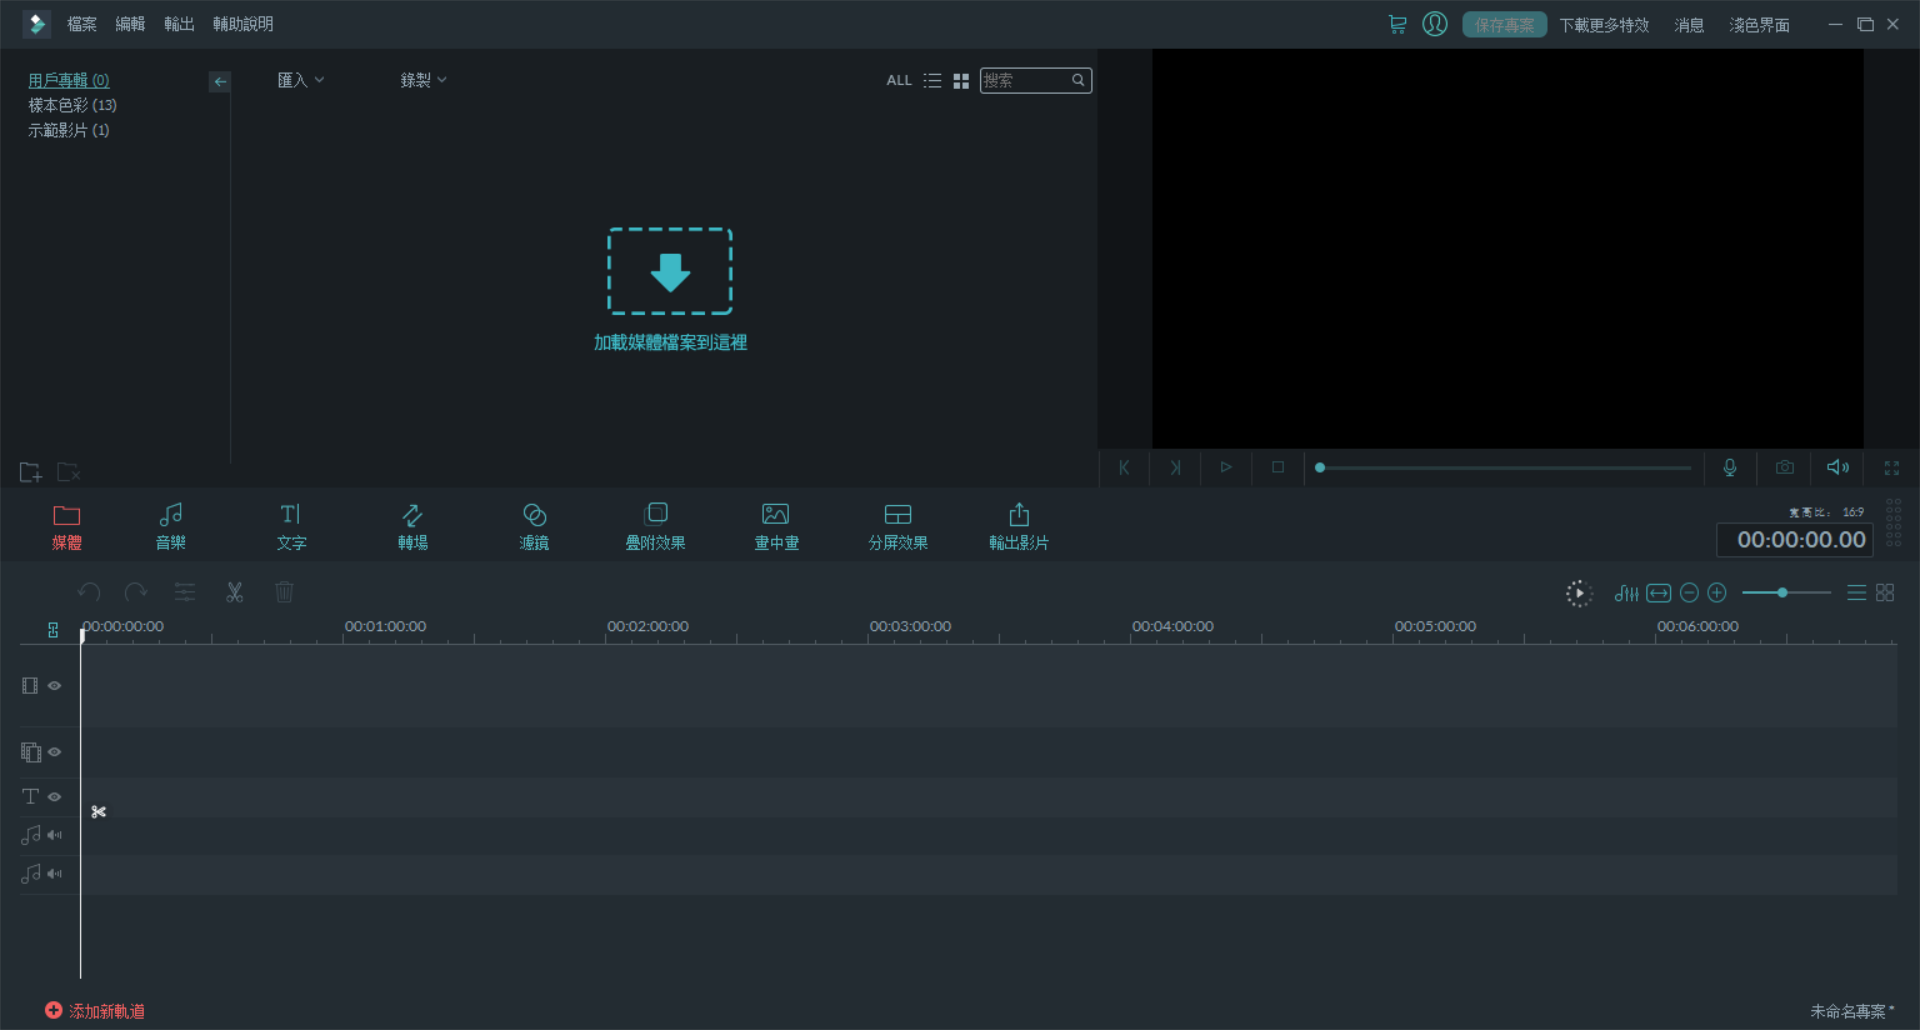 檔案 編輯 輸出 輔助說明 保存專案 下載更多特效 消息 淺色界面
用戶專輯 (0) 匯入 錄製 ALL 搜索
樣本色彩 (13)
示範影片 (1)
加載媒體檔案到這裡
媒體 音樂 文字 轉場 濾鏡 疊附效果 畫中畫 分屏效果 輸出影片
寬高比： 16:9
00:00:00.00
00:00:00:00 00:01:00:00 00:02:00:00 00:03:00:00 00:04:00:00 00:05:00:00 00:06:00:00
添加新軌道
未命名專案*